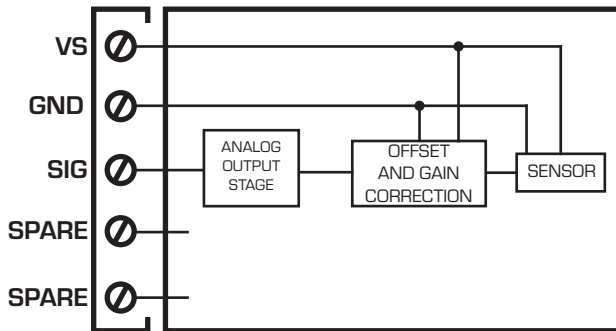 VS
GND
SIG
SPARE
SPARE
ANALOG
OUTPUT
STAGE
OFFSET
AND GAIN
CORRECTION
SENSOR